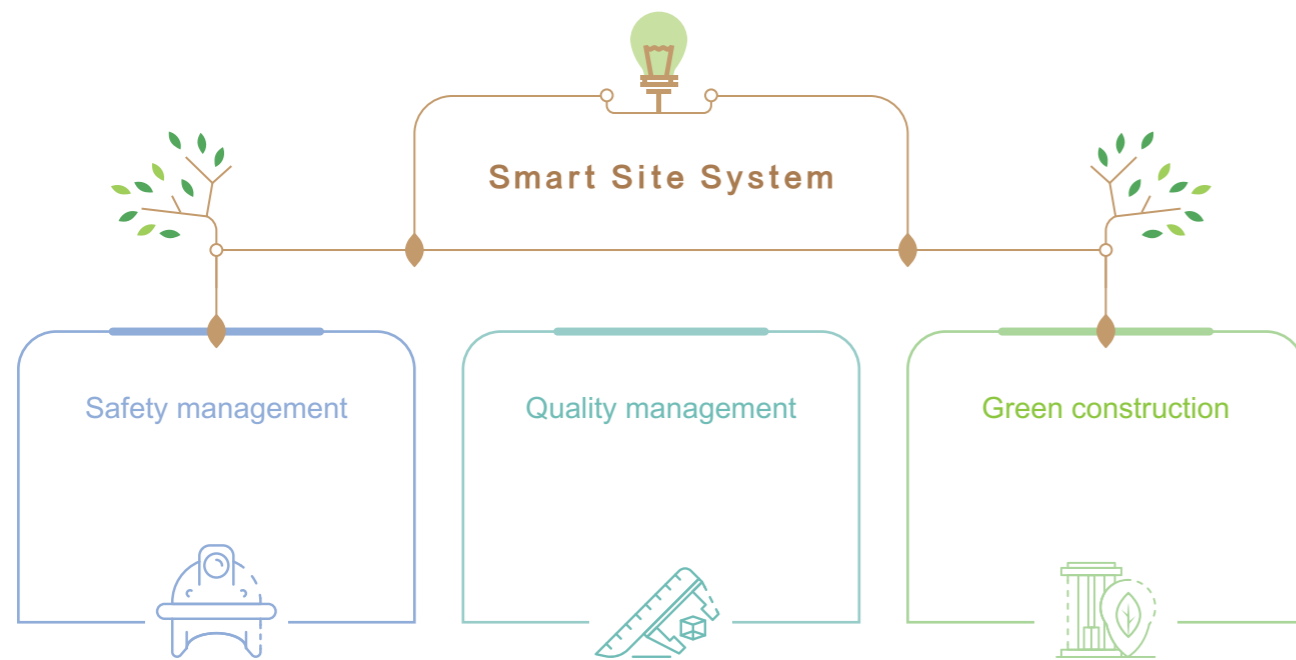 Smart Site System
Safety management
Quality management
Green construction